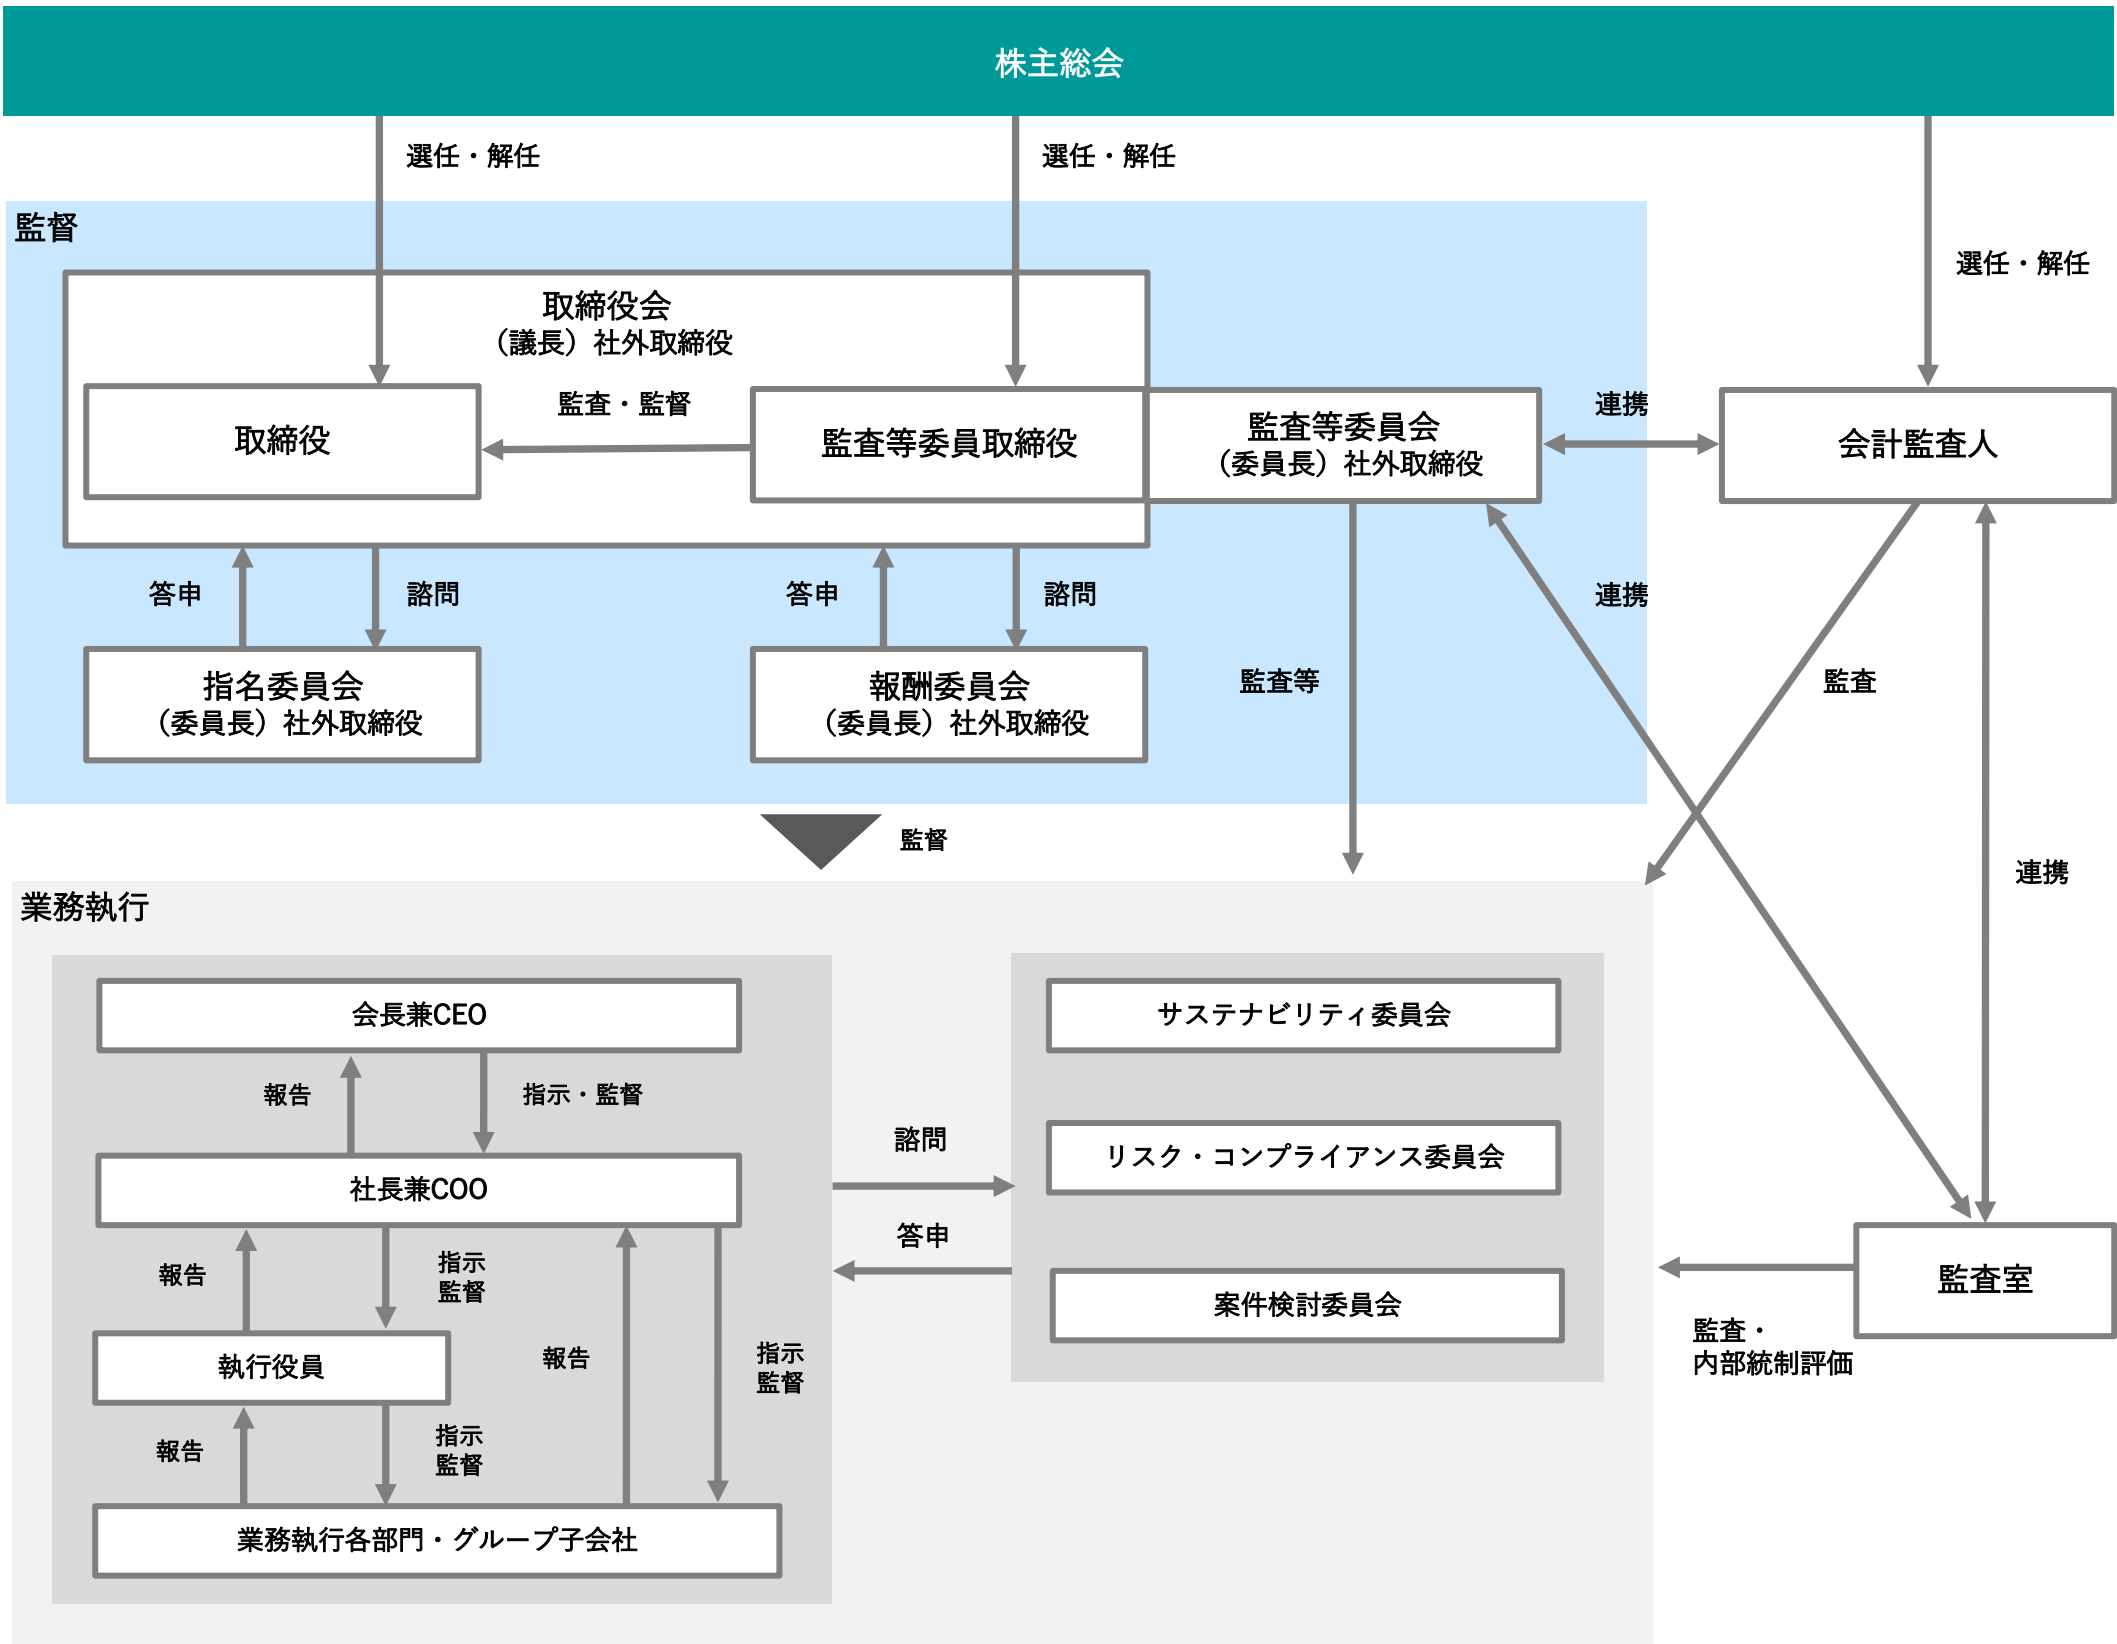 株主総会
選任・解任
選任・解任
選任・解任
監督
取締役会
（議長）社外取締役
監査・監督
取締役
監査等委員取締役
監査等委員会
（委員長）社外取締役
連携
会計監査人
答申
諮問
答申
諮問
連携
指名委員会
（委員長）社外取締役
報酬委員会
（委員長）社外取締役
監査等
監査
監督
連携
業務執行
会長兼CEO
報告
指示・監督
社長兼COO
報告
指示
監督
執行役員
報告
指示
監督
報告
指示
監督
業務執行各部門・グループ子会社
諮問
答申
サステナビリティ委員会
リスク・コンプライアンス委員会
案件検討委員会
監査室
監査・
内部統制評価